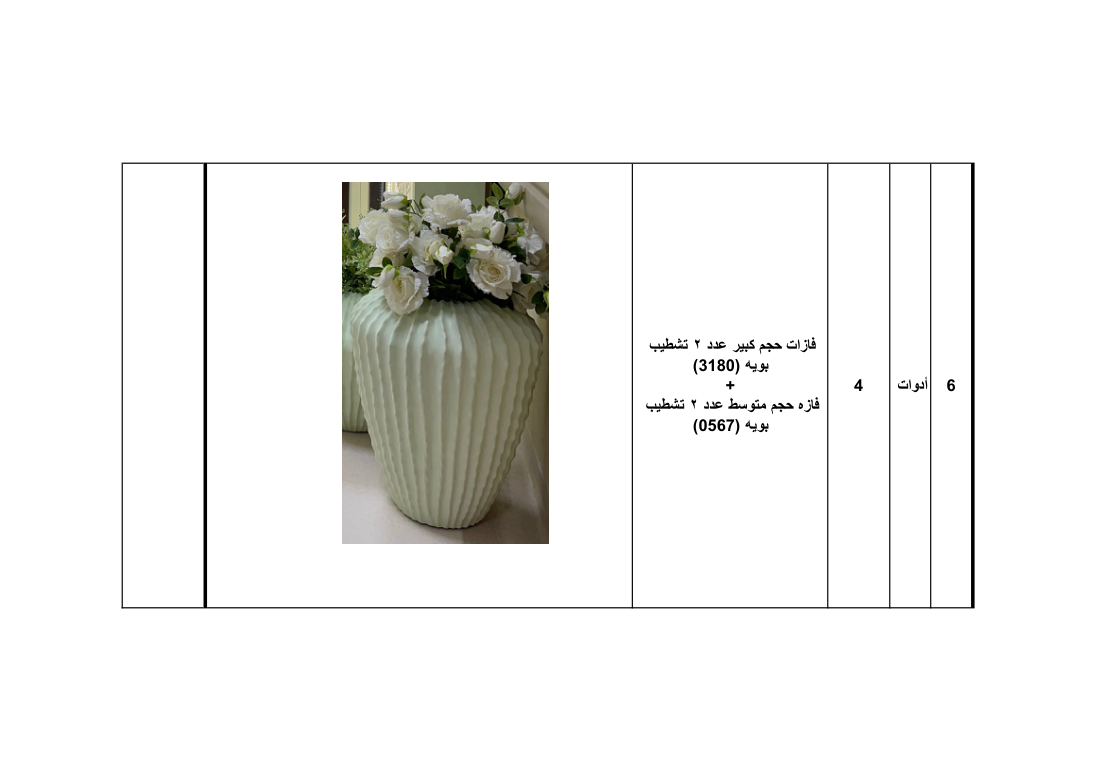 6
أدوات
4
فازات حجم كبير عدد ٢ تشطيب
بويه (3180)
+
فازه حجم متوسط عدد ٢ تشطيب
بويه (0567)